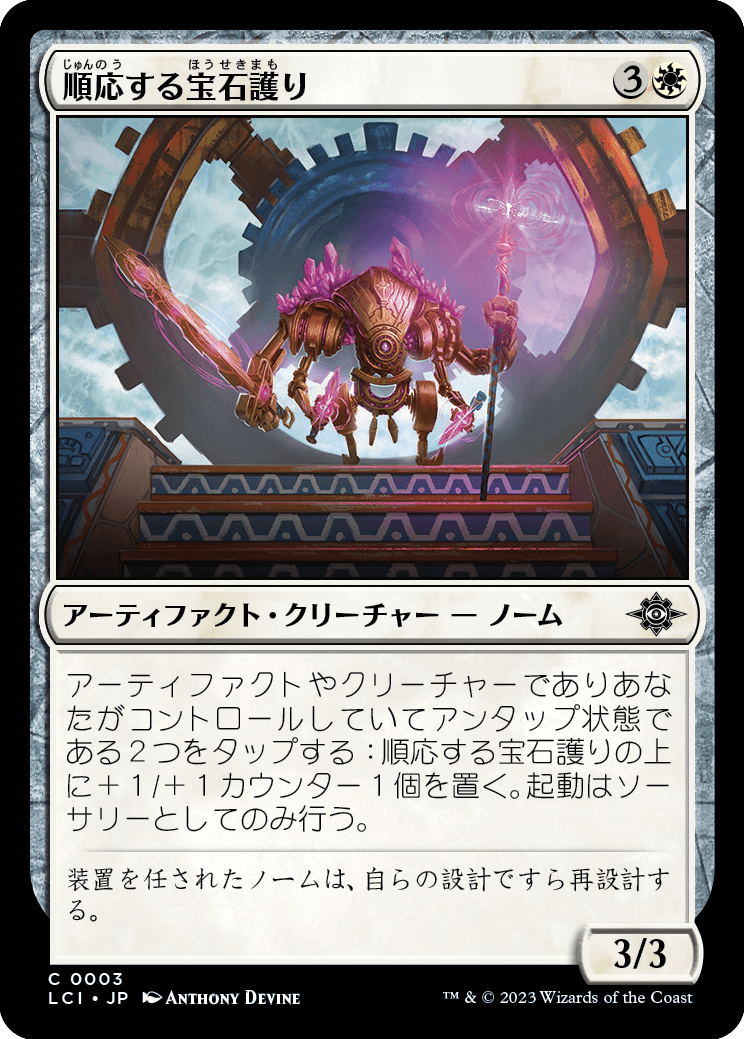 じゅんのう ほうせきまも
順応する宝石護り 3
アーティファクト・クリーチャー — ノーム
アーティファクトやクリーチャーでありあな
たがコントロールしていてアンタップ状態で
ある2つをタップする:順応する宝石護りの上
に+1/+1カウンター1個を置く。起動はソー
サリーとしてのみ行う。
装置を任されたノームは、自らの設計ですら再設計す
る。
3/3
C 0003
LCI • JP Anthony Devine
™ & © 2023 Wizards of the Coast